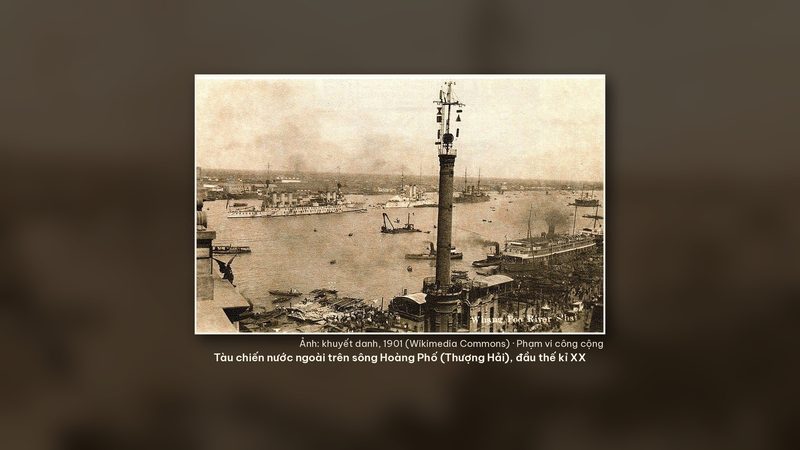 Whang Poo River Shai
Ảnh: khuyết danh, 1901 (Wikimedia Commons) · Phạm vi công cộng
Tàu chiến nước ngoài trên sông Hoàng Phố (Thượng Hải), đầu thế kỉ XX